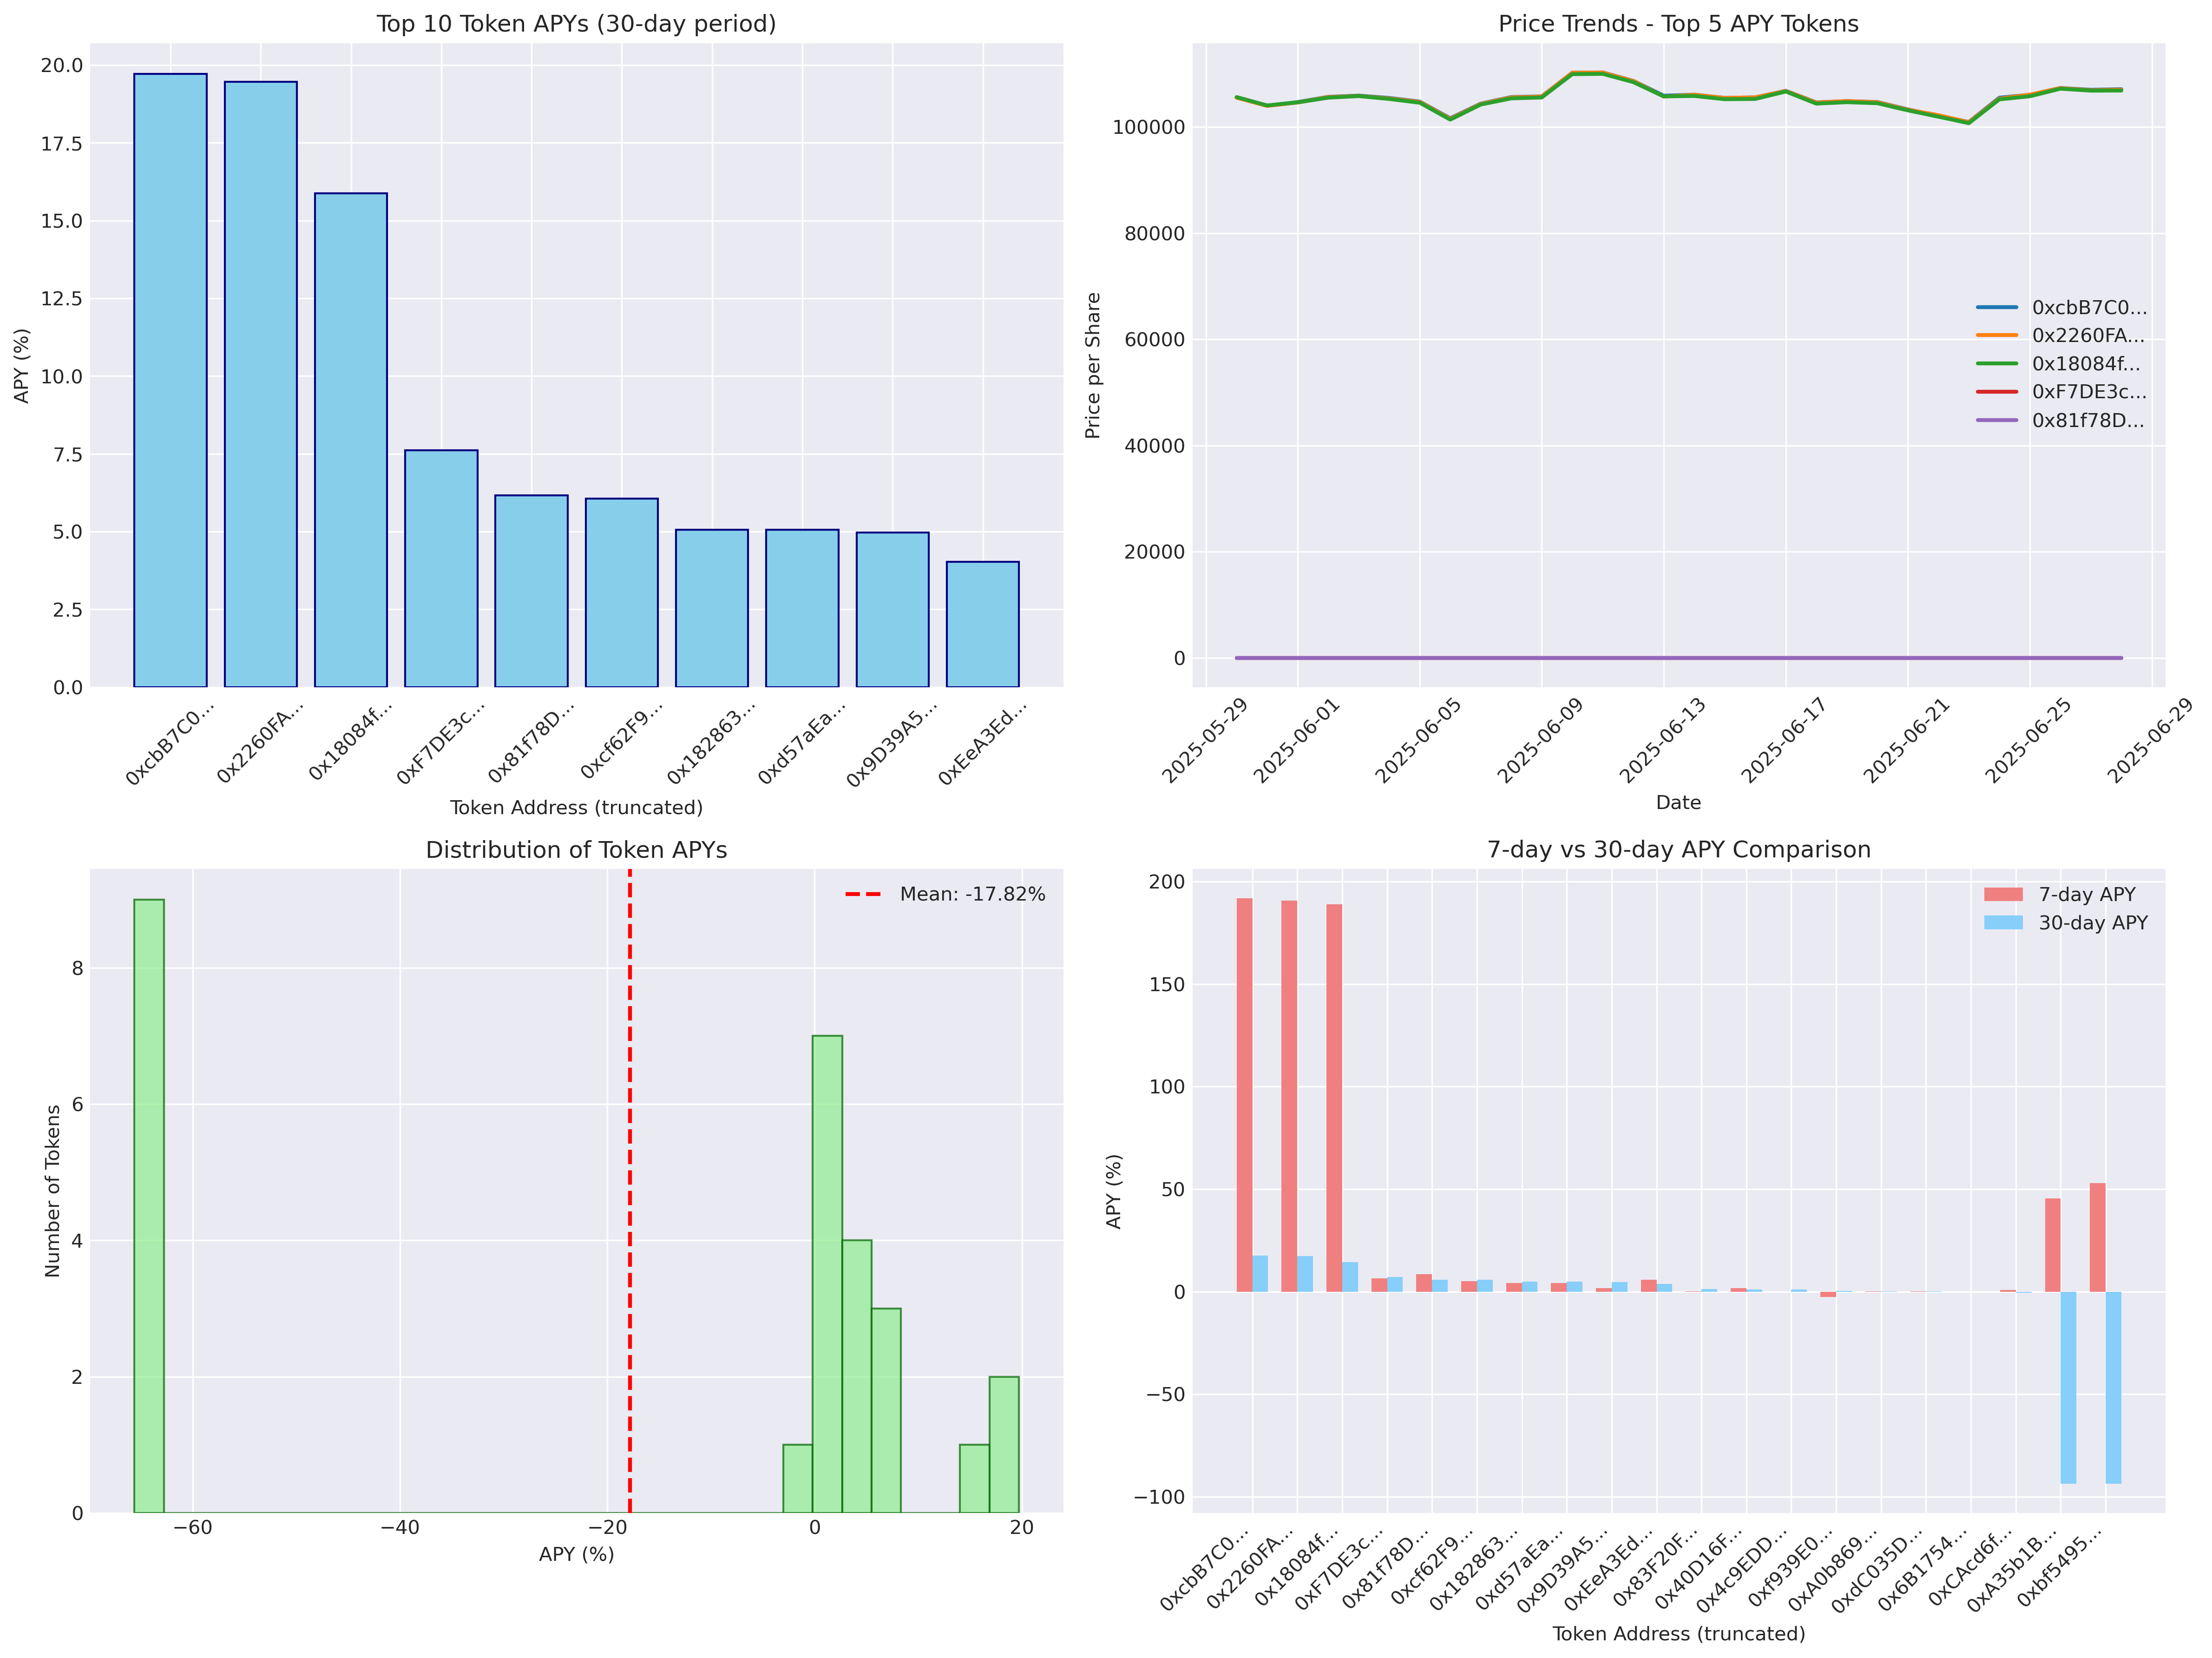 Top 10 Token APYs (30-day period)
20.0
17.5
15.0
12.5
10.0
7.5
5.0
2.5
0.0
APY (%)
0xcbB7C0...
0x2260FA...
0x18084f...
0xF7DE3c...
0x81f78D...
0xcf62F9...
0x182863...
0xd57aEa...
0x9D39A5...
0xEeA3Ed...
Token Address (truncated)
Price Trends - Top 5 APY Tokens
100000
80000
60000
40000
20000
0
Price per Share
0xcbB7C0...
0x2260FA...
0x18084f...
0xF7DE3c...
0x81f78D...
2025-05-29
2025-06-01
2025-06-05
2025-06-09
2025-06-13
2025-06-17
2025-06-21
2025-06-25
2025-06-29
Date
Distribution of Token APYs
Mean: -17.82%
8
6
4
2
0
Number of Tokens
−60
−40
−20
0
20
APY (%)
7-day vs 30-day APY Comparison
7-day APY
30-day APY
200
150
100
50
0
−50
−100
APY (%)
0xcbB7C0...
0x2260FA...
0x18084f...
0xF7DE3c...
0x81f78D...
0xcf62F9...
0x182863...
0xd57aEa...
0x9D39A5...
0xEeA3Ed...
0x83F20F...
0x40D16F...
0x4c9EDD...
0xf939E0...
0xA0b869...
0xdC035D...
0x6B1754...
0xCAcd6f...
0xA35b1B...
0xbf5495...
Token Address (truncated)